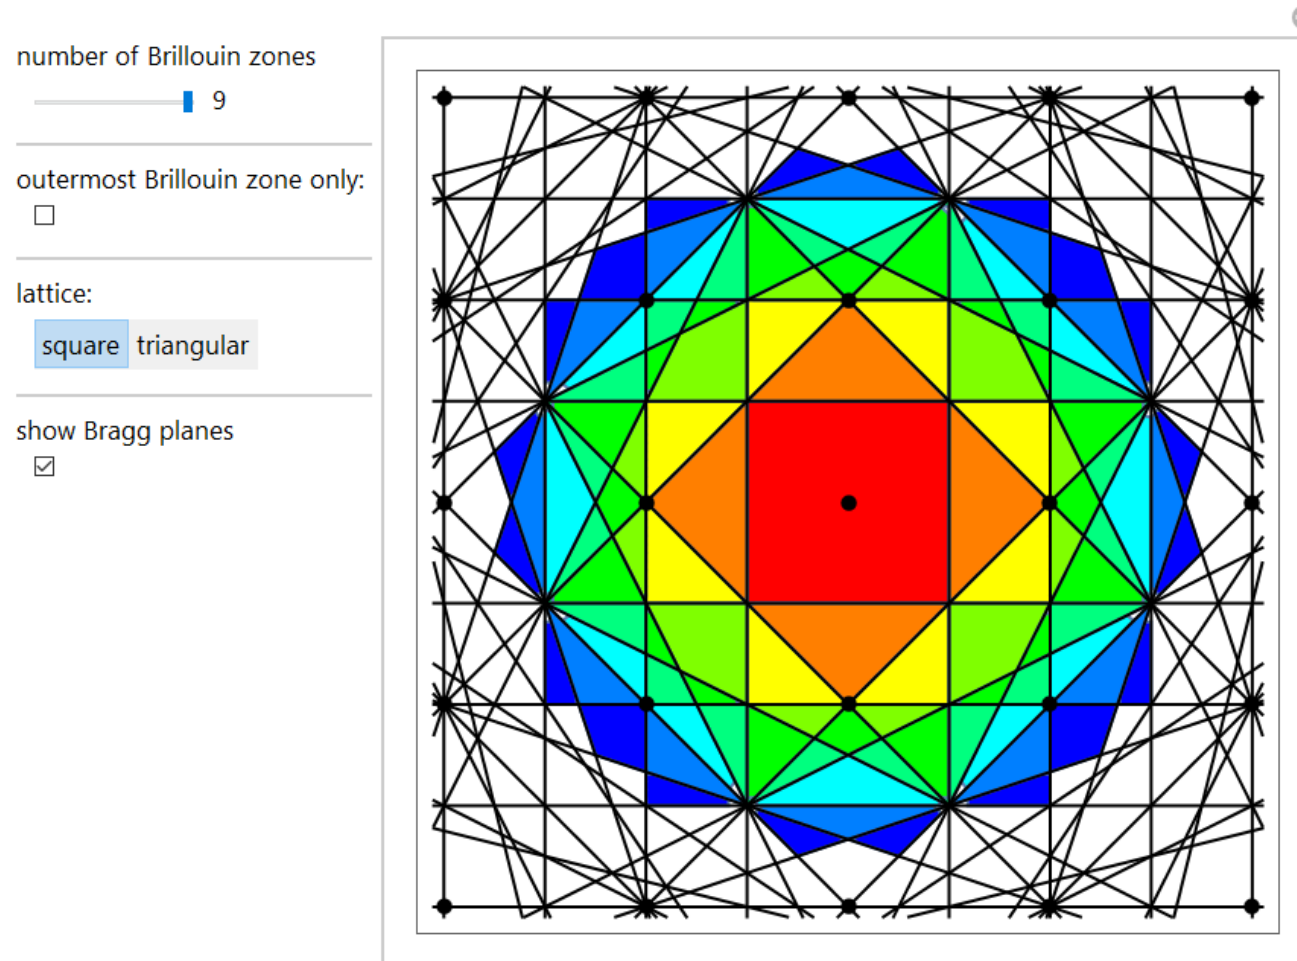 number of Brillouin zones
9
outermost Brillouin zone only:
lattice:
square triangular
show Bragg planes